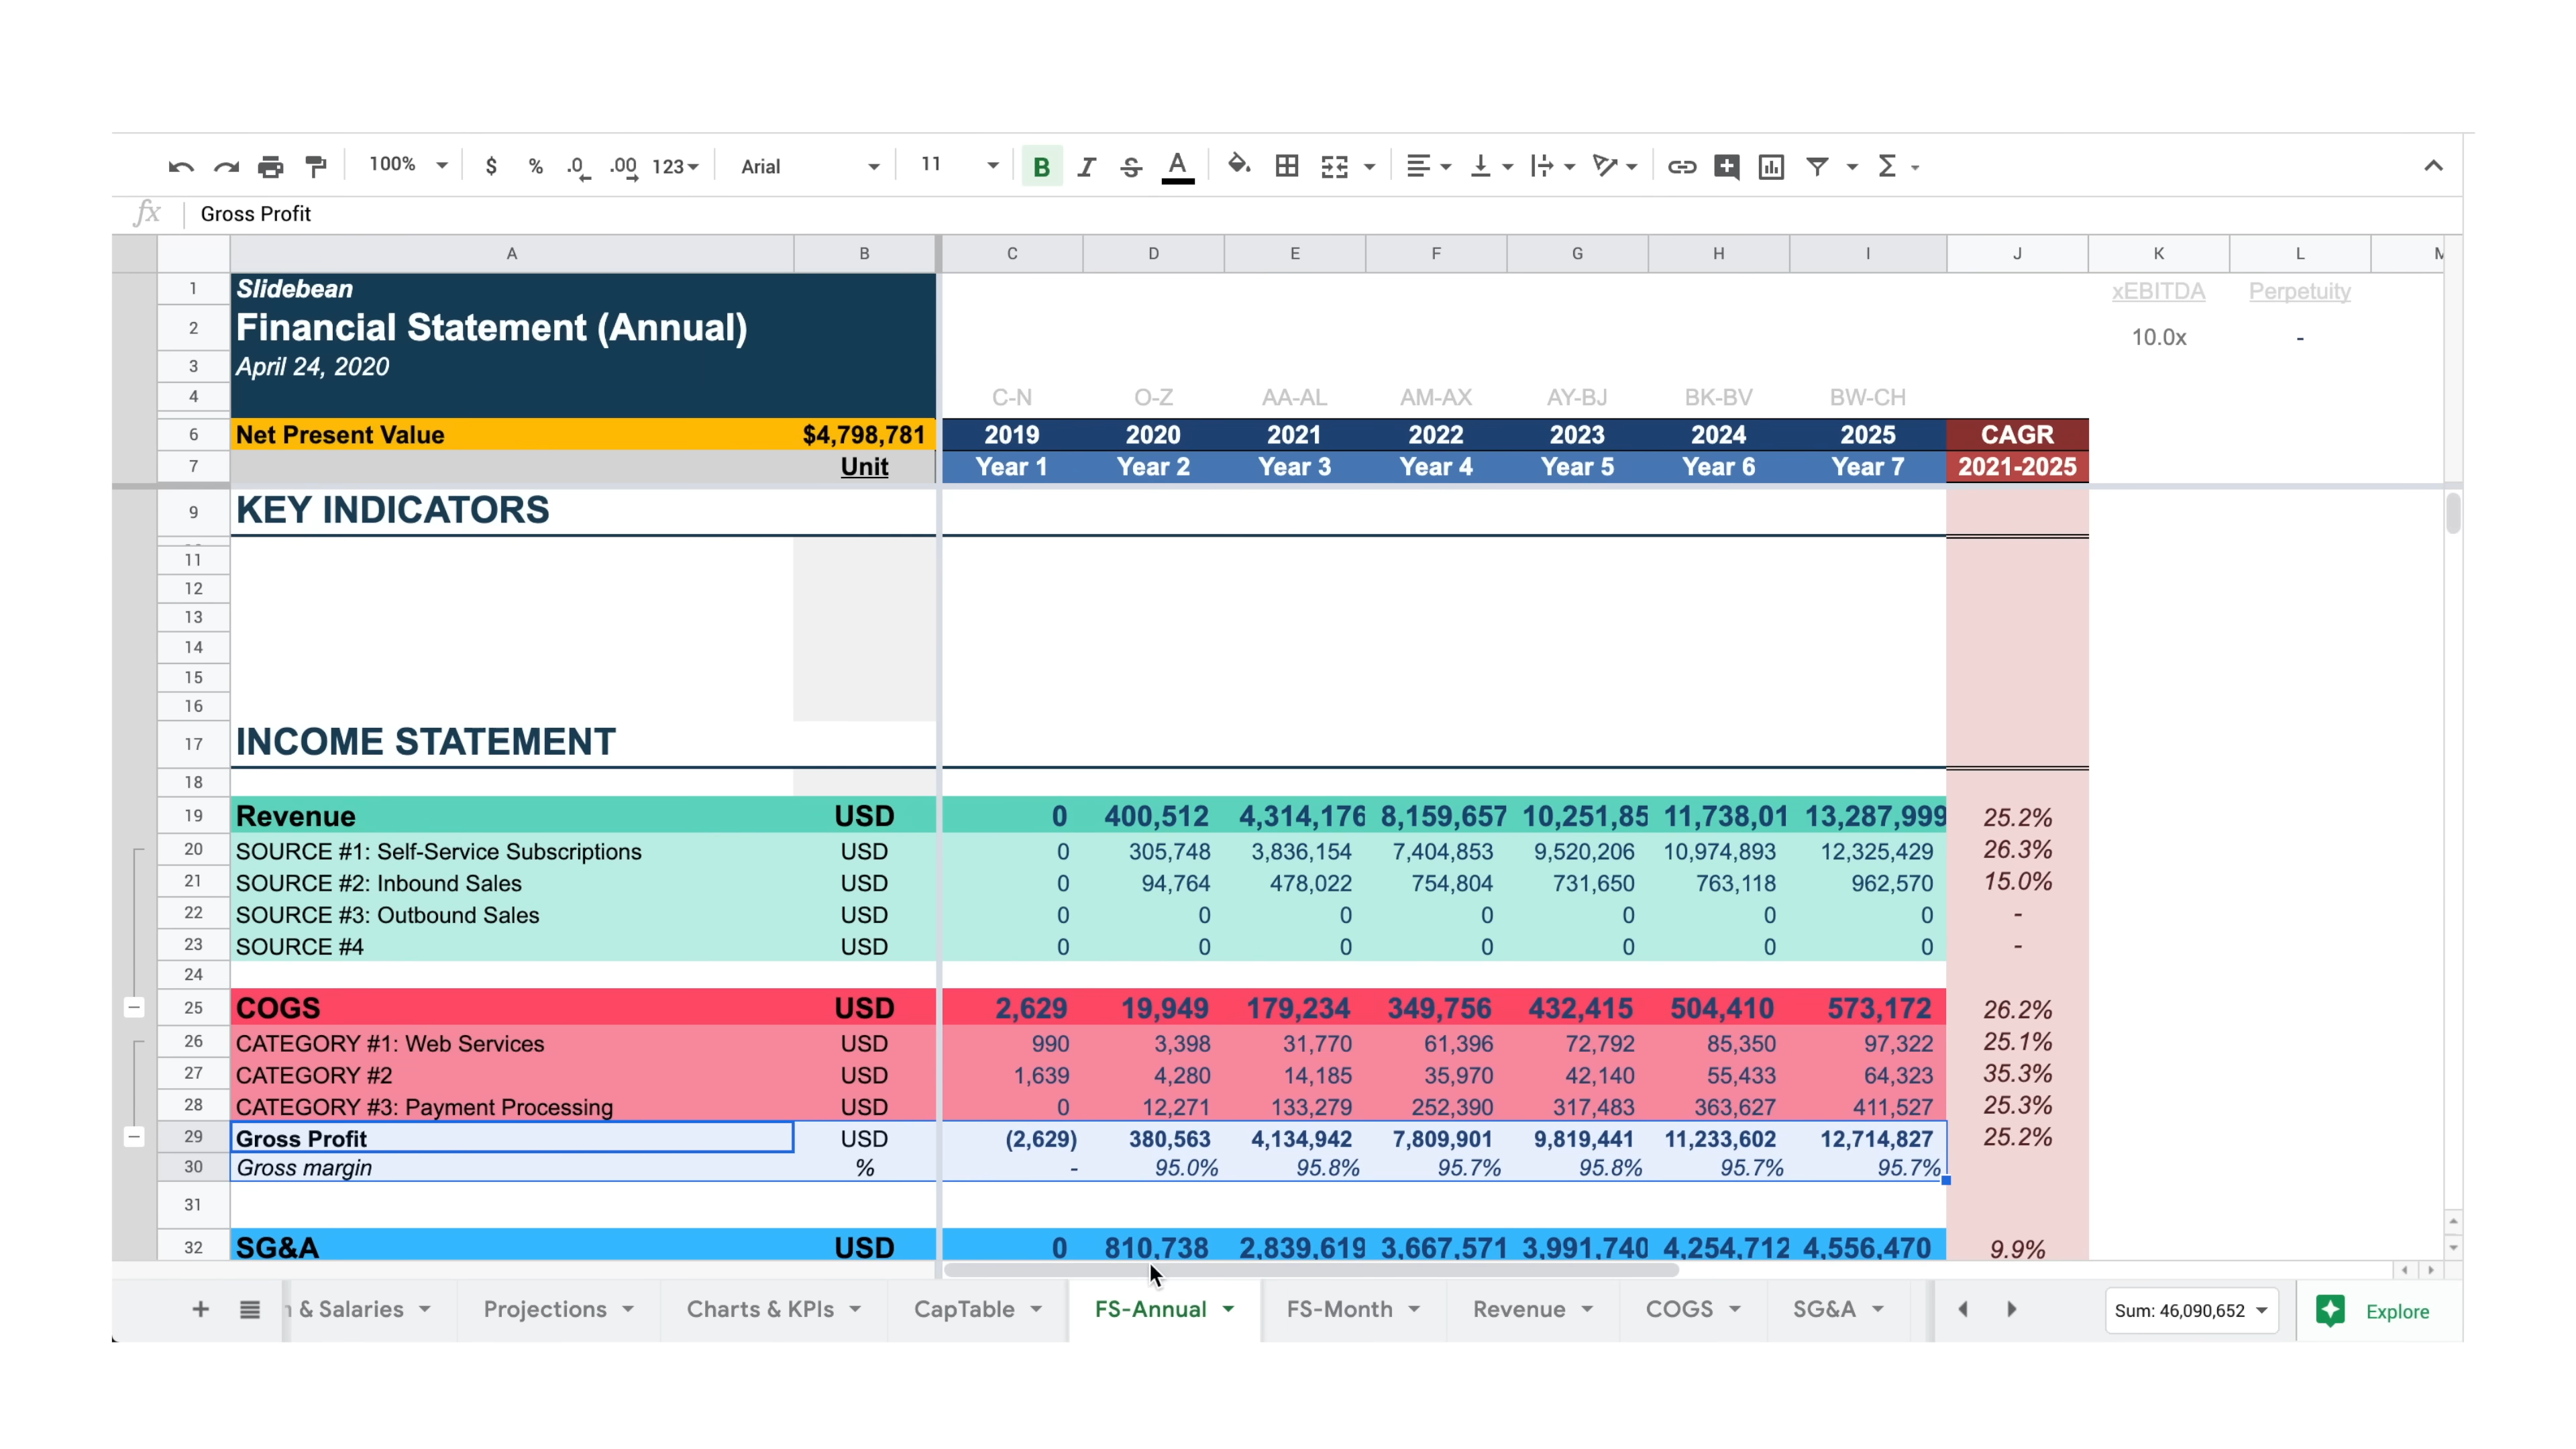 100% $ % .0 .00 123 Arial 11 B I S A Σ
fx Gross Profit
A B C D E F G H I J K L
1 Slidebean xEBITDA Perpetuity
2 Financial Statement (Annual) 10.0x -
3 April 24, 2020
4 C-N O-Z AA-AL AM-AX AY-BJ BK-BV BW-CH
6 Net Present Value $4,798,781 2019 2020 2021 2022 2023 2024 2025 CAGR
7 Unit Year 1 Year 2 Year 3 Year 4 Year 5 Year 6 Year 7 2021-2025
9 KEY INDICATORS
11
12
13
14
15
16
17 INCOME STATEMENT
18
19 Revenue USD 0 400,512 4,314,176 8,159,657 10,251,85 11,738,01 13,287,999 25.2%
20 SOURCE #1: Self-Service Subscriptions USD 0 305,748 3,836,154 7,404,853 9,520,206 10,974,893 12,325,429 26.3%
21 SOURCE #2: Inbound Sales USD 0 94,764 478,022 754,804 731,650 763,118 962,570 15.0%
22 SOURCE #3: Outbound Sales USD 0 0 0 0 0 0 0 -
23 SOURCE #4 USD 0 0 0 0 0 0 0 -
24
25 COGS USD 2,629 19,949 179,234 349,756 432,415 504,410 573,172 26.2%
26 CATEGORY #1: Web Services USD 990 3,398 31,770 61,396 72,792 85,350 97,322 25.1%
27 CATEGORY #2 USD 1,639 4,280 14,185 35,970 42,140 55,433 64,323 35.3%
28 CATEGORY #3: Payment Processing USD 0 12,271 133,279 252,390 317,483 363,627 411,527 25.3%
29 Gross Profit USD (2,629) 380,563 4,134,942 7,809,901 9,819,441 11,233,602 12,714,827 25.2%
30 Gross margin % - 95.0% 95.8% 95.7% 95.8% 95.7% 95.7%
31
32 SG&A USD 0 810,738 2,839,619 3,667,571 3,991,740 4,254,712 4,556,470 9.9%
+ & Salaries Projections Charts & KPIs CapTable FS-Annual FS-Month Revenue COGS SG&A Sum: 46,090,652 Explore